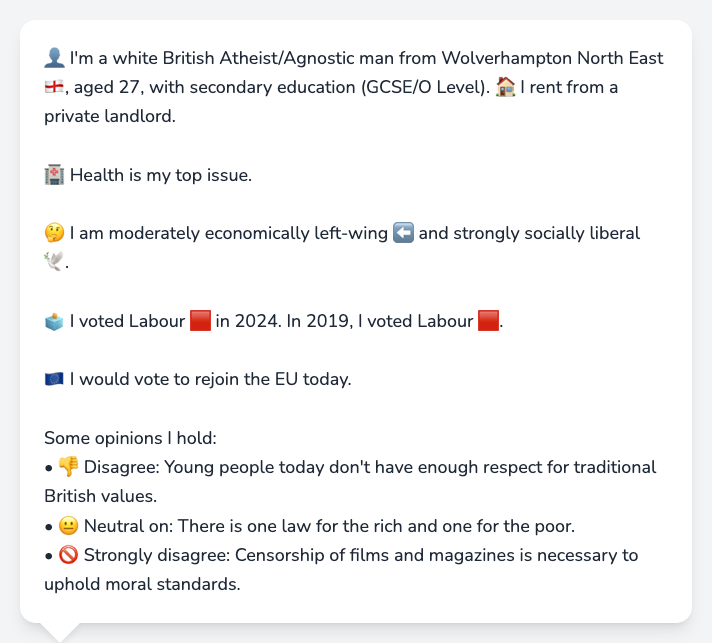 👤 I'm a white British Atheist/Agnostic man from Wolverhampton North East
🏴󠁧󠁢󠁥󠁮󠁧󠁿, aged 27, with secondary education (GCSE/O Level). 🏠 I rent from a
private landlord.
🏥 Health is my top issue.
🤔 I am moderately economically left-wing ⬅️ and strongly socially liberal
🕊️.
🗳️ I voted Labour 🟥 in 2024. In 2019, I voted Labour 🟥.
🇪🇺 I would vote to rejoin the EU today.
Some opinions I hold:
• 👎 Disagree: Young people today don't have enough respect for traditional
British values.
• 😐 Neutral on: There is one law for the rich and one for the poor.
• 🚫 Strongly disagree: Censorship of films and magazines is necessary to
uphold moral standards.